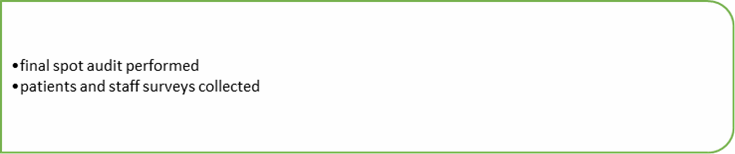 •final spot audit performed
•patients and staff surveys collected